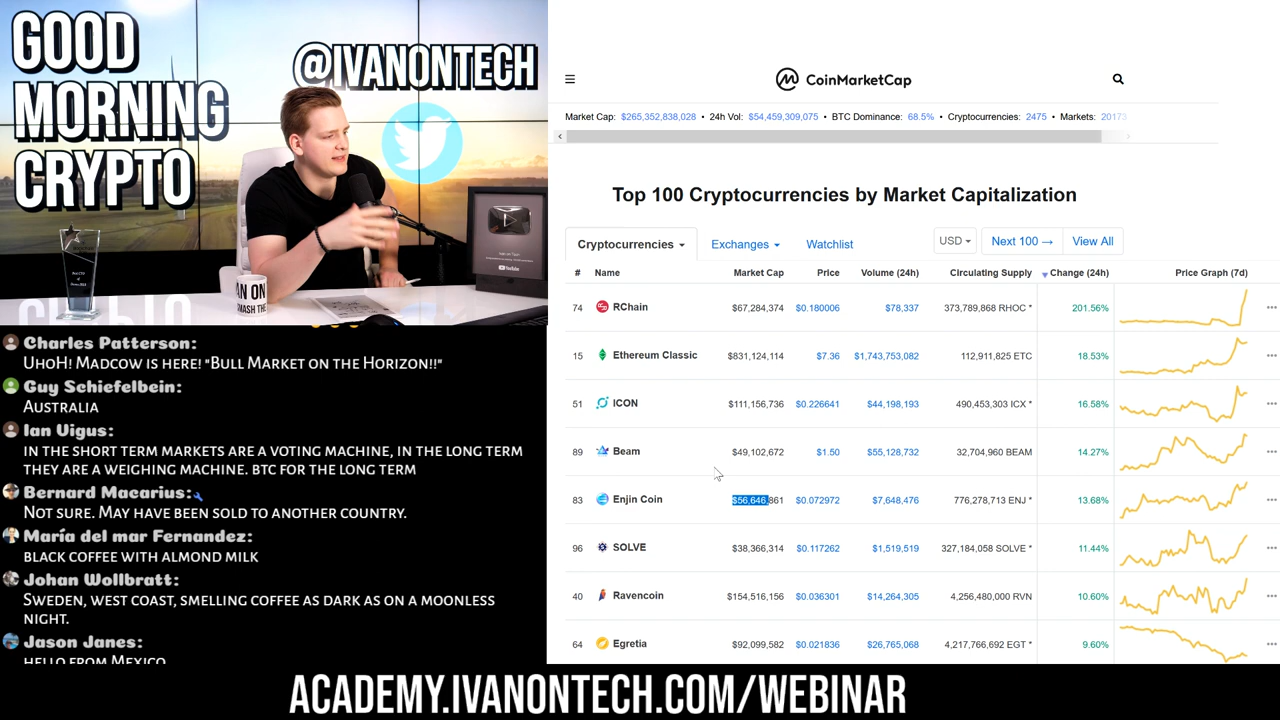 GOOD
MORNING
CRYPTO
@IVANONTECH
AN ON
SMASH THE
YouTube
Charles Patterson:
UhoH! Madcow is here! "Bull Market on the Horizon!!"
Guy Schiefelbein:
Australia
Ian Vigus:
in the short term markets are a voting machine, in the long term
they are a weighing machine. BTC for the long term
Bernard Macarius:
Not sure. May have been sold to another country.
María del mar Fernandez:
black coffee with almond milk
Johan Wollbratt:
Sweden, west coast, smelling coffee as dark as on a moonless
night.
Jason Janes:
hello from Mexico
CoinMarketCap
Market Cap: $265,352,838,028 • 24h Vol: $54,459,309,075 • BTC Dominance: 68.5% • Cryptocurrencies: 2475 • Markets: 20173
Top 100 Cryptocurrencies by Market Capitalization
Cryptocurrencies Exchanges Watchlist USD Next 100 → View All
# Name Market Cap Price Volume (24h) Circulating Supply Change (24h) Price Graph (7d)
74 RChain $67,284,374 $0.180006 $78,337 373,789,868 RHOC * 201.56%
15 Ethereum Classic $831,124,114 $7.36 $1,743,753,082 112,911,825 ETC 18.53%
51 ICON $111,156,736 $0.226641 $44,198,193 490,453,303 ICX * 16.58%
89 Beam $49,102,672 $1.50 $55,128,732 32,704,960 BEAM 14.27%
83 Enjin Coin $56,646,861 $0.072972 $7,648,476 776,278,713 ENJ * 13.68%
96 SOLVE $38,366,314 $0.117262 $1,519,519 327,184,058 SOLVE * 11.44%
40 Ravencoin $154,516,156 $0.036301 $14,264,305 4,256,480,000 RVN 10.60%
64 Egretia $92,099,582 $0.021836 $26,765,068 4,217,766,692 EGT * 9.60%
ACADEMY.IVANONTECH.COM/WEBINAR